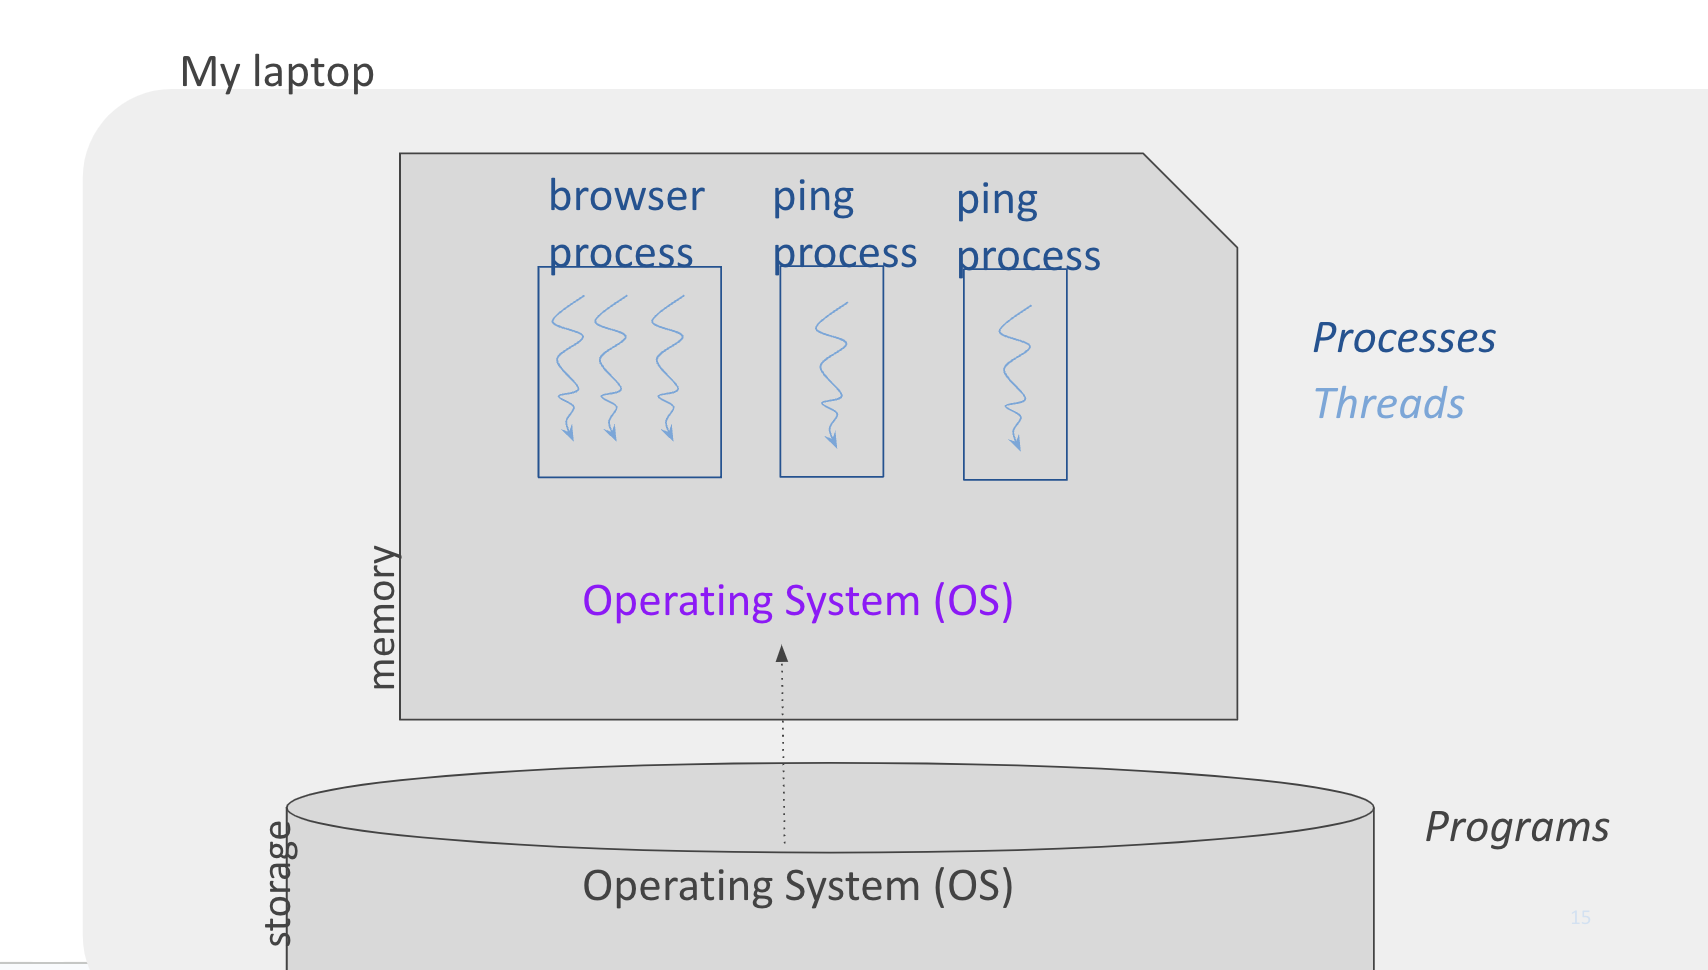 My laptop
browser
process
ping
process
ping
process
Processes
Threads
memory
Operating System (OS)
storage
Programs
Operating System (OS)
15